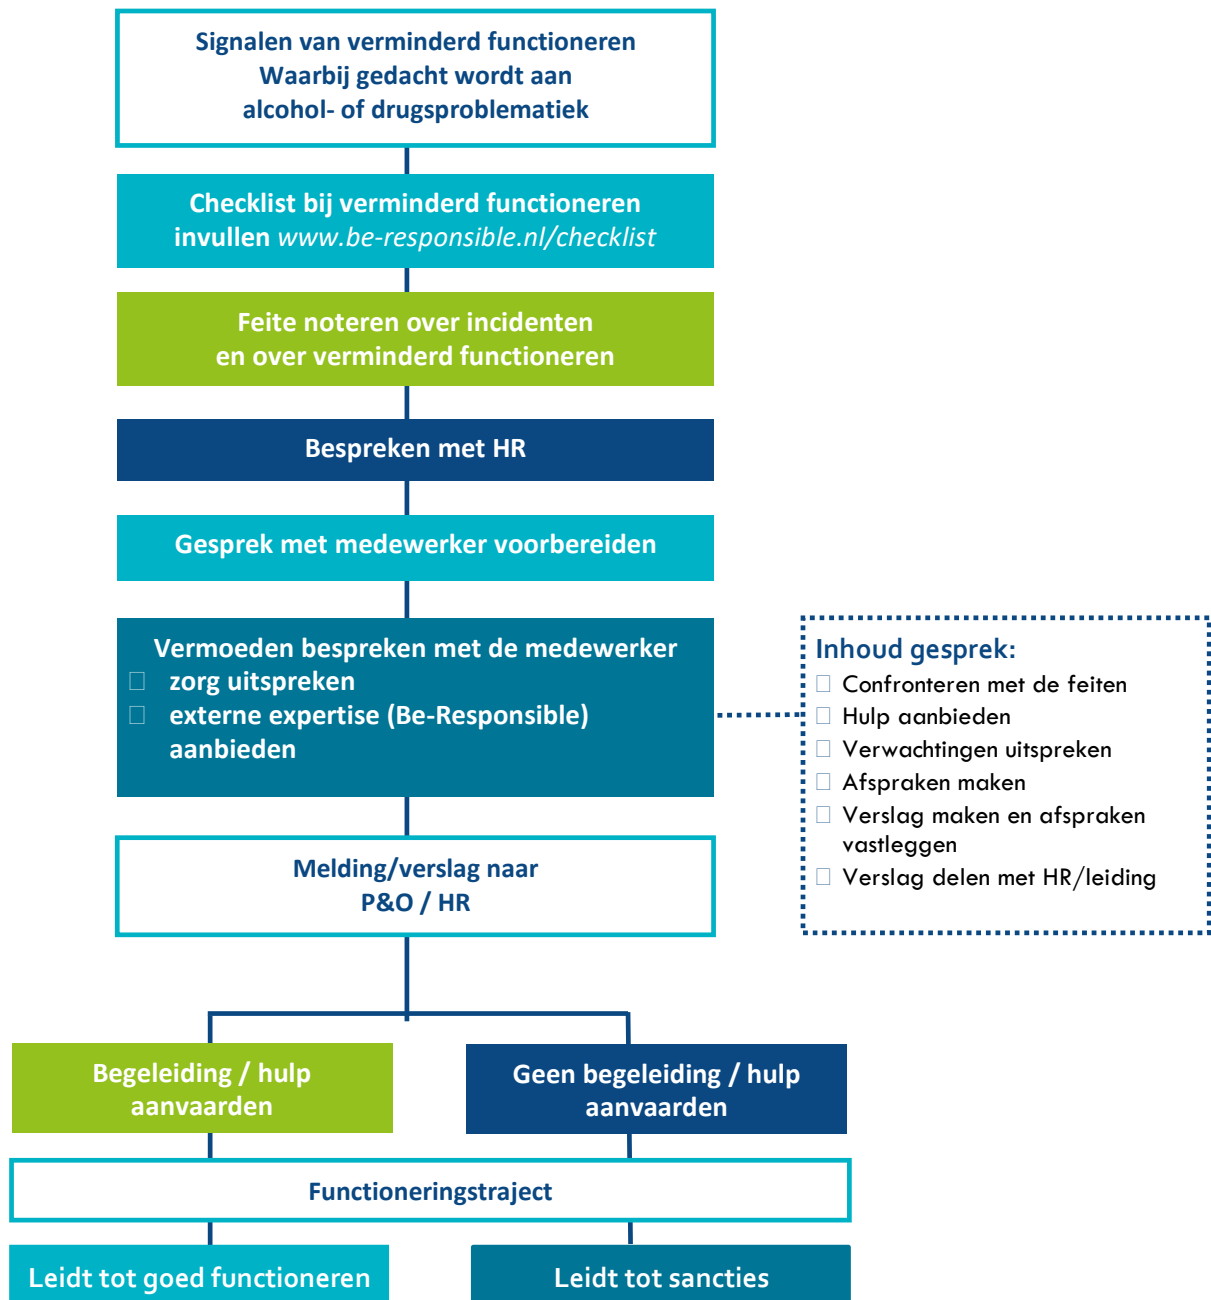 Signalen van verminderd functioneren
Waarbij gedacht wordt aan
alcohol- of drugsproblematiek
Checklist bij verminderd functioneren
invullen www.be-responsible.nl/checklist
Feite noteren over incidenten
en over verminderd functioneren
Bespreken met HR
Gesprek met medewerker voorbereiden
Vermoeden bespreken met de medewerker
zorg uitspreken
externe expertise (Be-Responsible)
aanbieden
Inhoud gesprek:
Confronteren met de feiten
Hulp aanbieden
Verwachtingen uitspreken
Afspraken maken
Verslag maken en afspraken
vastleggen
Verslag delen met HR/leiding
Melding/verslag naar
P&O / HR
Begeleiding / hulp
aanvaarden
Geen begeleiding / hulp
aanvaarden
Functioneringstraject
Leidt tot goed functioneren
Leidt tot sancties